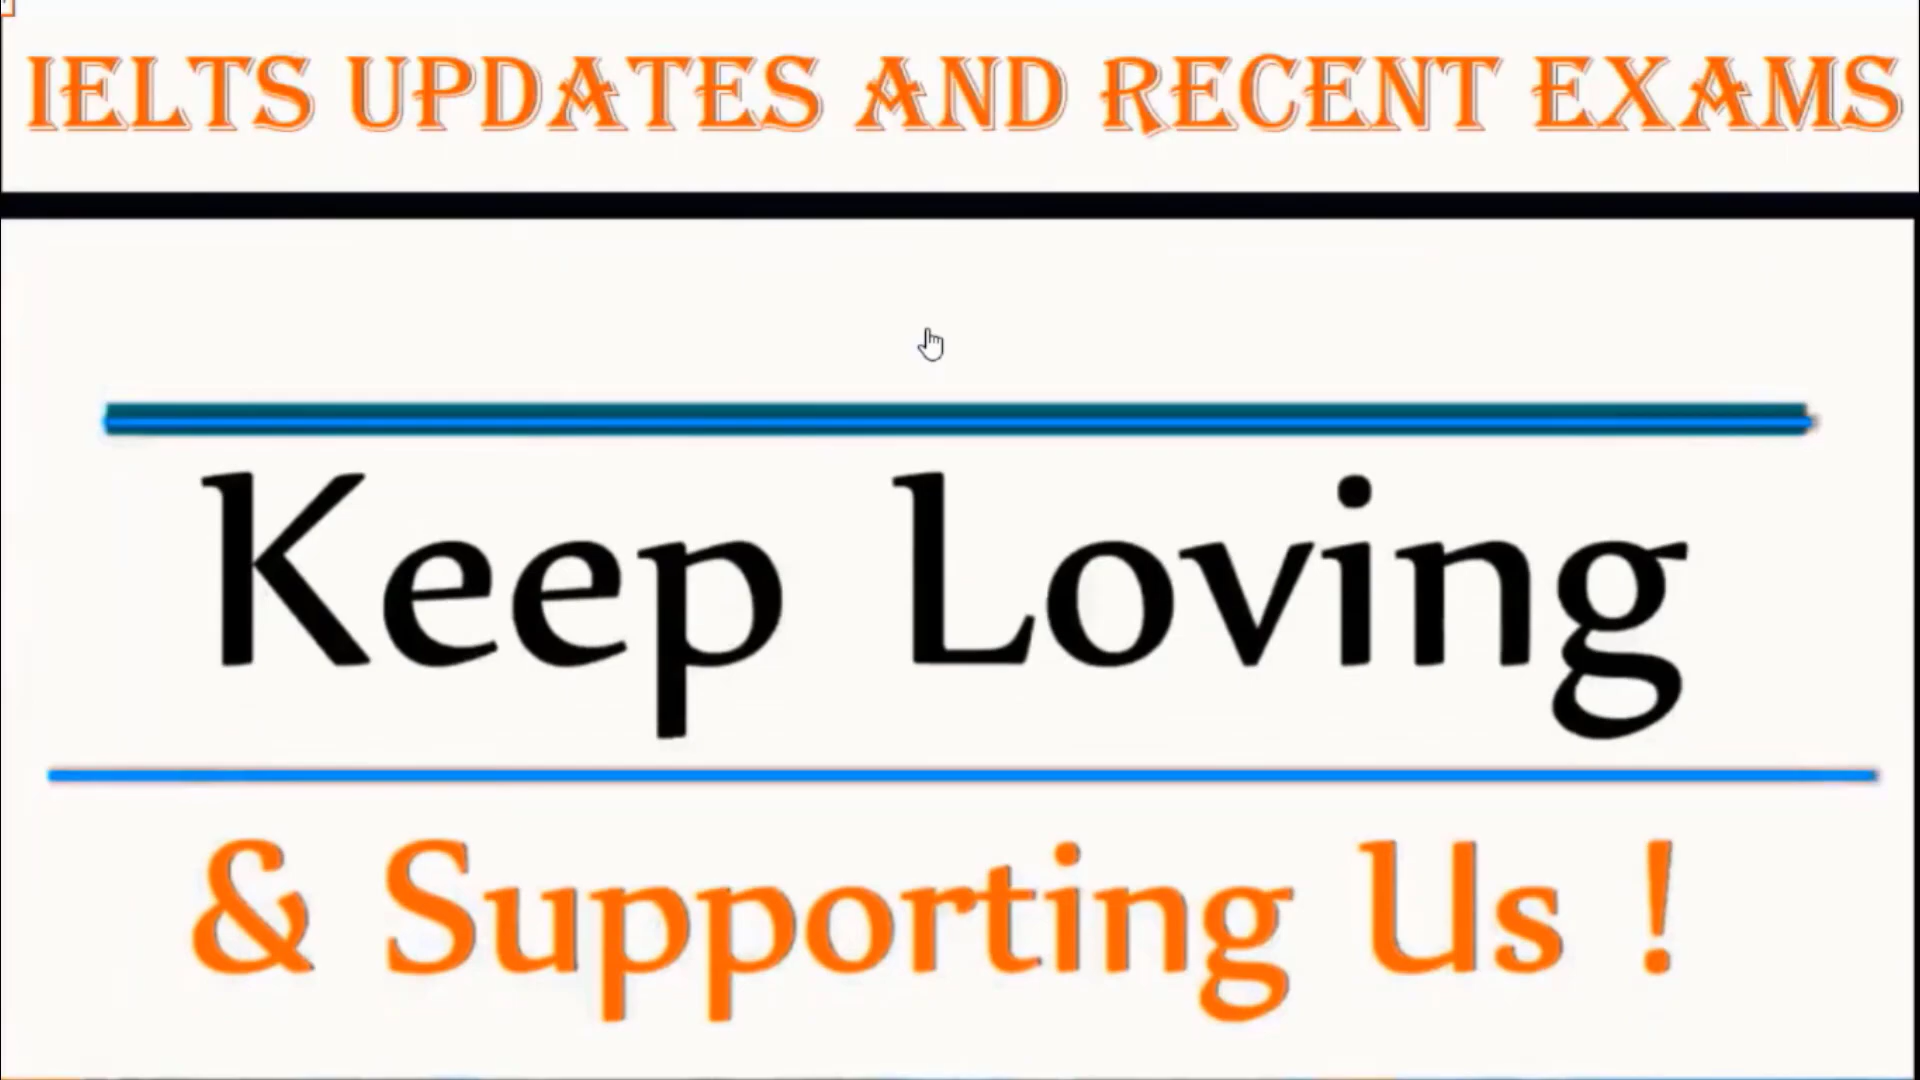 IELTS UPDATES AND RECENT EXAMS
Keep Loving
& Supporting Us !